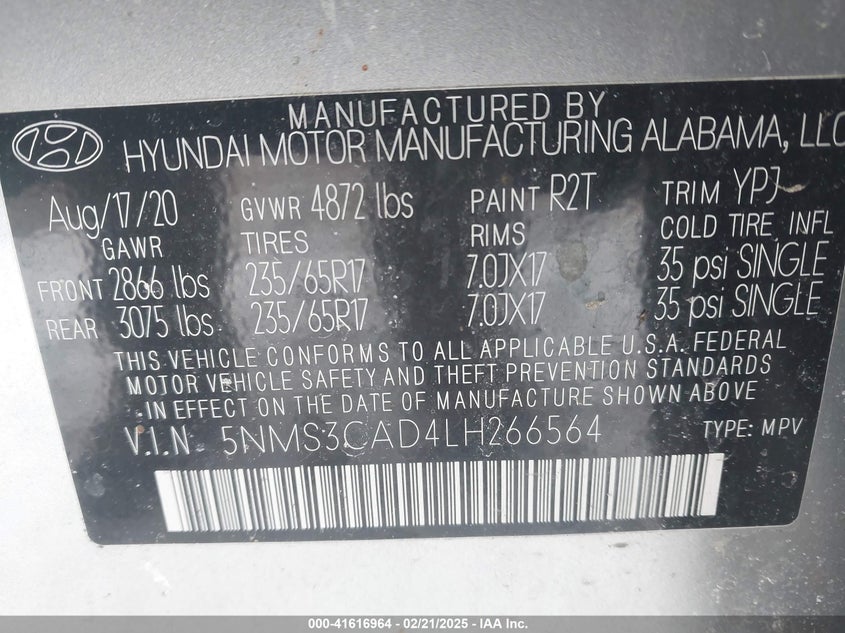 MANUFACTURED BY
HYUNDAI MOTOR MANUFACTURING ALABAMA, LLC
Aug/17/20 GVWR 4872 lbs PAINT R2T TRIM YPJ
GAWR TIRES RIMS COLD TIRE INFL
FRONT 2866 lbs 235/65R17 7.0JX17 35 psi SINGLE
REAR 3075 lbs 235/65R17 7.0JX17 35 psi SINGLE
THIS VEHICLE CONFORMS TO ALL APPLICABLE U.S.A. FEDERAL
MOTOR VEHICLE SAFETY AND THEFT PREVENTION STANDARDS
IN EFFECT ON THE DATE OF MANUFACTURE SHOWN ABOVE
V.I.N 5NMS3CAD4LH266564 TYPE: MPV
000-41616964 - 02/21/2025 - IAA Inc.